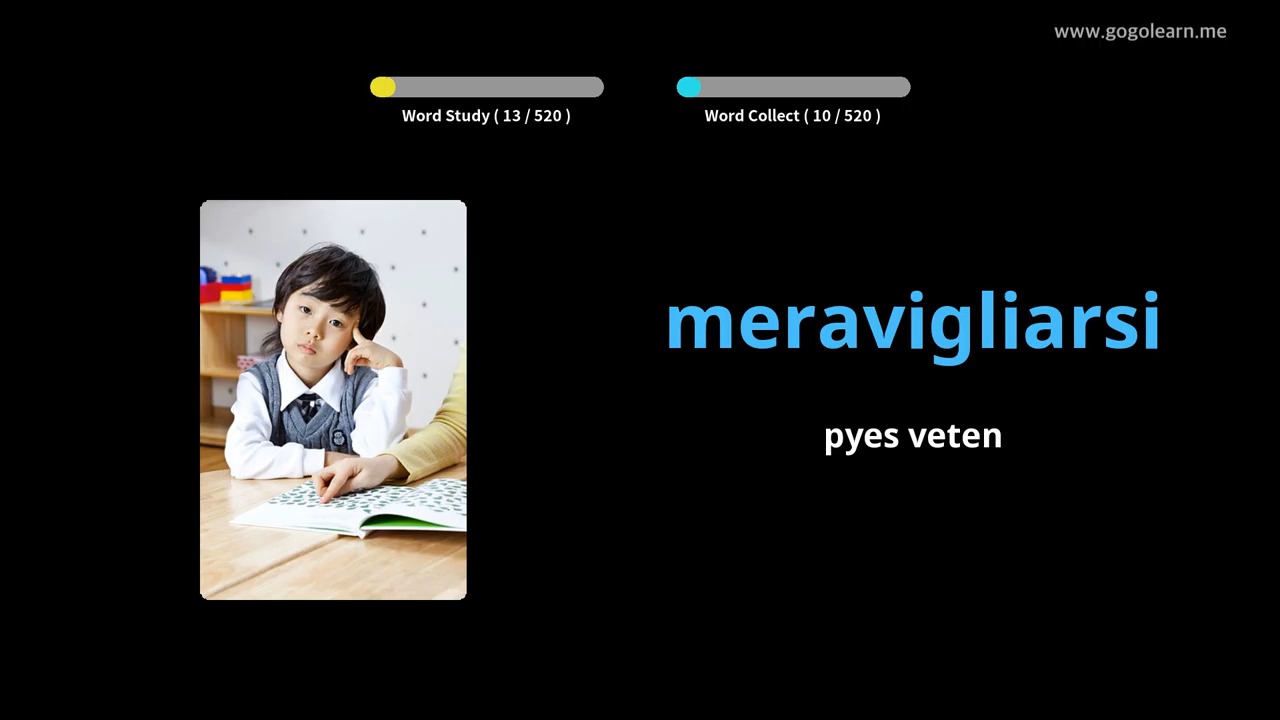 www.gogolearn.me
Word Study ( 13 / 520 )
Word Collect ( 10 / 520 )
meravigliarsi
pyes veten